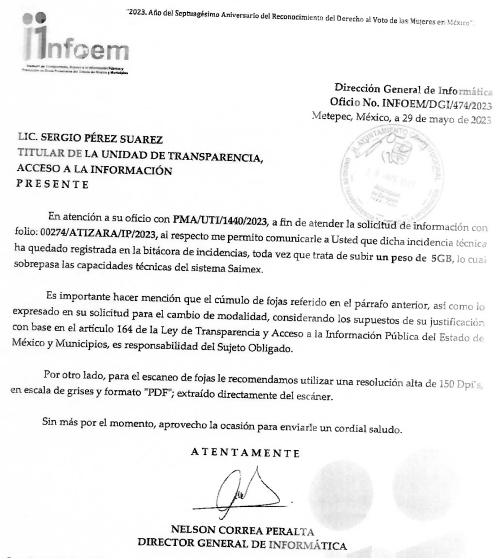 "2023. Año del Septuagésimo Aniversario del Reconocimiento del Derecho al Voto de las Mujeres en México".
infoem
Instituto de Transparencia, Acceso a la Información Pública y
Protección de Datos Personales del Estado de México y Municipios
Dirección General de Informática
Oficio No. INFOEM/DGI/474/2023
Metepec, México, a 29 de mayo de 2023
LIC. SERGIO PÉREZ SUAREZ
TITULAR DE LA UNIDAD DE TRANSPARENCIA,
ACCESO A LA INFORMACIÓN
P R E S E N T E
AYUNTAMIENTO
En atención a su oficio con PMA/UTI/1440/2023, a fin de atender la solicitud de información con
folio: 00274/ATIZARA/IP/2023, al respecto me permito comunicarle a Usted que dicha incidencia técnica
ha quedado registrada en la bitácora de incidencias, toda vez que trata de subir un peso de 5GB, lo cual
sobrepasa las capacidades técnicas del sistema Saimex.
Es importante hacer mención que el cúmulo de fojas referido en el párrafo anterior, así como lo
expresado en su solicitud para el cambio de modalidad, considerando los supuestos de su justificación
con base en el artículo 164 de la Ley de Transparencia y Acceso a la Información Pública del Estado de
México y Municipios, es responsabilidad del Sujeto Obligado.
Por otro lado, para el escaneo de fojas le recomendamos utilizar una resolución alta de 150 Dpi's,
en escala de grises y formato "PDF"; extraído directamente del escáner.
Sin más por el momento, aprovecho la ocasión para enviarle un cordial saludo.
A T E N T A M E N T E
NELSON CORREA PERALTA
DIRECTOR GENERAL DE INFORMÁTICA